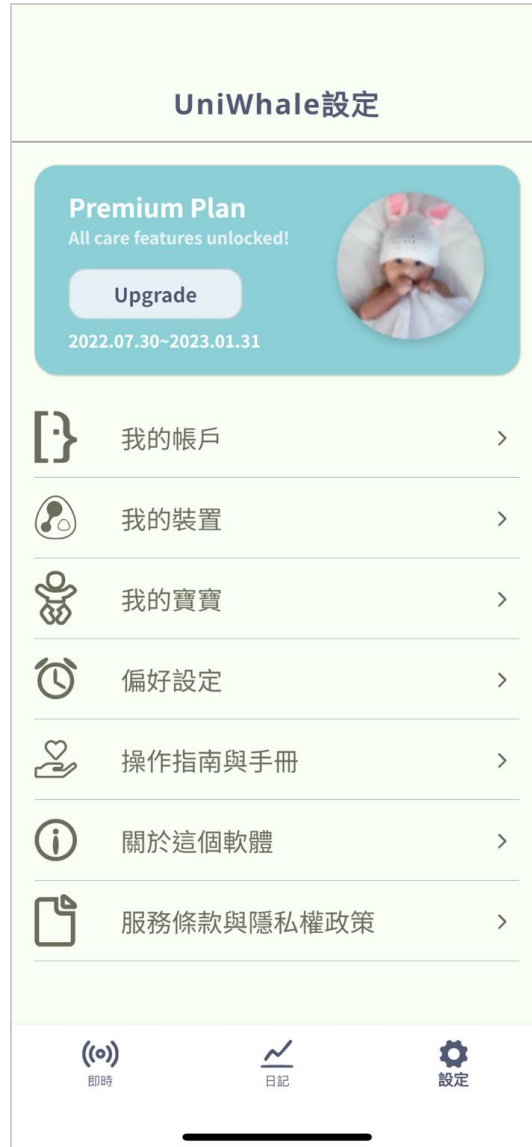 UniWhale設定
Premium Plan
All care features unlocked!
Upgrade
2022.07.30~2023.01.31
我的帳戶
我的裝置
我的寶寶
偏好設定
操作指南與手冊
關於這個軟體
服務條款與隱私權政策
即時
日記
設定